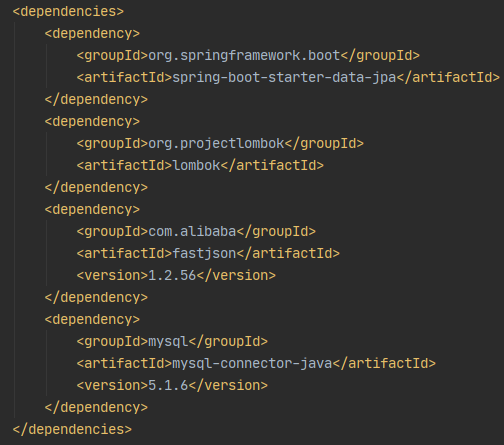 <dependencies>
    <dependency>
        <groupId>org.springframework.boot</groupId>
        <artifactId>spring-boot-starter-data-jpa</artifactId>
    </dependency>
    <dependency>
        <groupId>org.projectlombok</groupId>
        <artifactId>lombok</artifactId>
    </dependency>
    <dependency>
        <groupId>com.alibaba</groupId>
        <artifactId>fastjson</artifactId>
        <version>1.2.56</version>
    </dependency>
    <dependency>
        <groupId>mysql</groupId>
        <artifactId>mysql-connector-java</artifactId>
        <version>5.1.6</version>
    </dependency>
</dependencies>